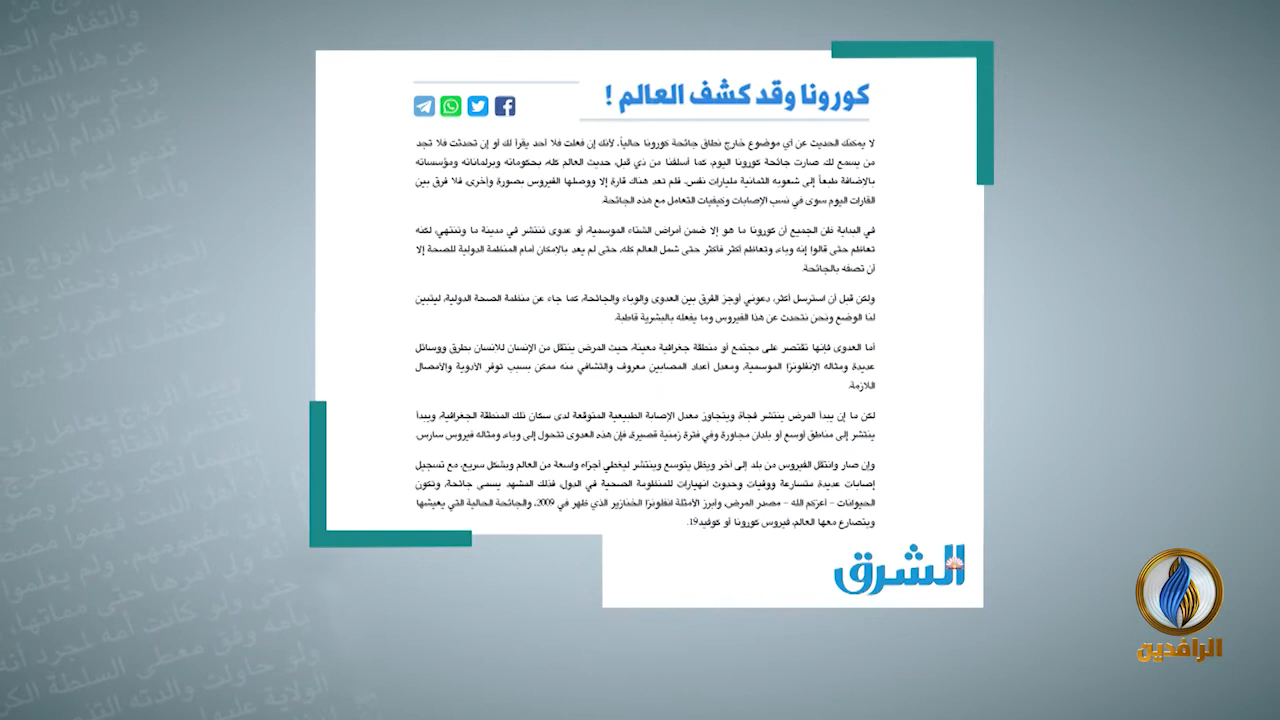 كورونا وقد كشف العالم !
لا يمكنك الحديث عن أي موضوع خارج نطاق جائحة كورونا حالياً، لأنك إن فعلت فلا أحد يقرأ لك أو إن تحدثت فلا تجد
من يسمع لك. صارت جائحة كورونا اليوم، كما أسلفنا من ذي قبل، حديث العالم كله، بحكوماته وبرلماناته ومؤسساته
بالإضافة طبعاً إلى شعوبه الثمانية مليارات نفس. فلم تعد هناك قارة إلا ووصلها الفيروس بصورة وأخرى، فلا فرق بين
القارات اليوم سوى في نسب الإصابات وكيفيات التعامل مع هذه الجائحة.
في البداية ظن الجميع أن كورونا ما هو إلا ضمن أمراض الشتاء الموسمية، أو عدوى تنتشر في مدينة ما وتنتهي، لكنه
تعاظم حتى قالوا إنه وباء، وتعاظم أكثر فأكثر حتى شمل العالم كله، حتى لم يعد بالإمكان أمام المنظمة الدولية للصحة إلا
أن تصفه بالجائحة.
ولكن قبل أن استرسل أكثر، دعوني أوجز الفرق بين العدوى والوباء والجائحة، كما جاء عن منظمة الصحة الدولية، ليتبين
لنا الوضع ونحن نتحدث عن هذا الفيروس وما يفعله بالبشرية قاطبة.
أما العدوى فإنها تقتصر على مجتمع أو منطقة جغرافية معينة، حيث المرض ينتقل من الإنسان للإنسان بطرق ووسائل
عديدة ومثاله الإنفلونزا الموسمية، ومعدل أعداد المصابين معروف والتشافي منه ممكن بسبب توفر الأدوية والأمصال
اللازمة.
لكن ما إن يبدأ المرض ينتشر فجأة، ويتجاوز معدل الإصابة الطبيعية المتوقعة لدى سكان تلك المنطقة الجغرافية، ويبدأ
ينتشر إلى مناطق أوسع أو بلدان مجاورة وفي فترة زمنية قصيرة، فإن هذه العدوى تتحول إلى وباء، ومثاله فيروس سارس.
وإن صار وانتقل الفيروس من بلد إلى آخر ويظل يتوسع وينتشر ليغطي أجزاء واسعة من العالم وبشكل سريع، مع تسجيل
إصابات عديدة متسارعة ووفيات وحدوث انهيارات للمنظومة الصحية في الدول، فذلك المشهد يسمى جائحة، وتكون
الحيوانات – أعزكم الله – مصدر المرض، وأبرز الأمثلة انفلونزا الخنازير الذي ظهر في 2009، والجائحة الحالية التي يعيشها
ويتصارع معها العالم، فيروس كورونا أو كوفيد19.
الشرق
الرافدين